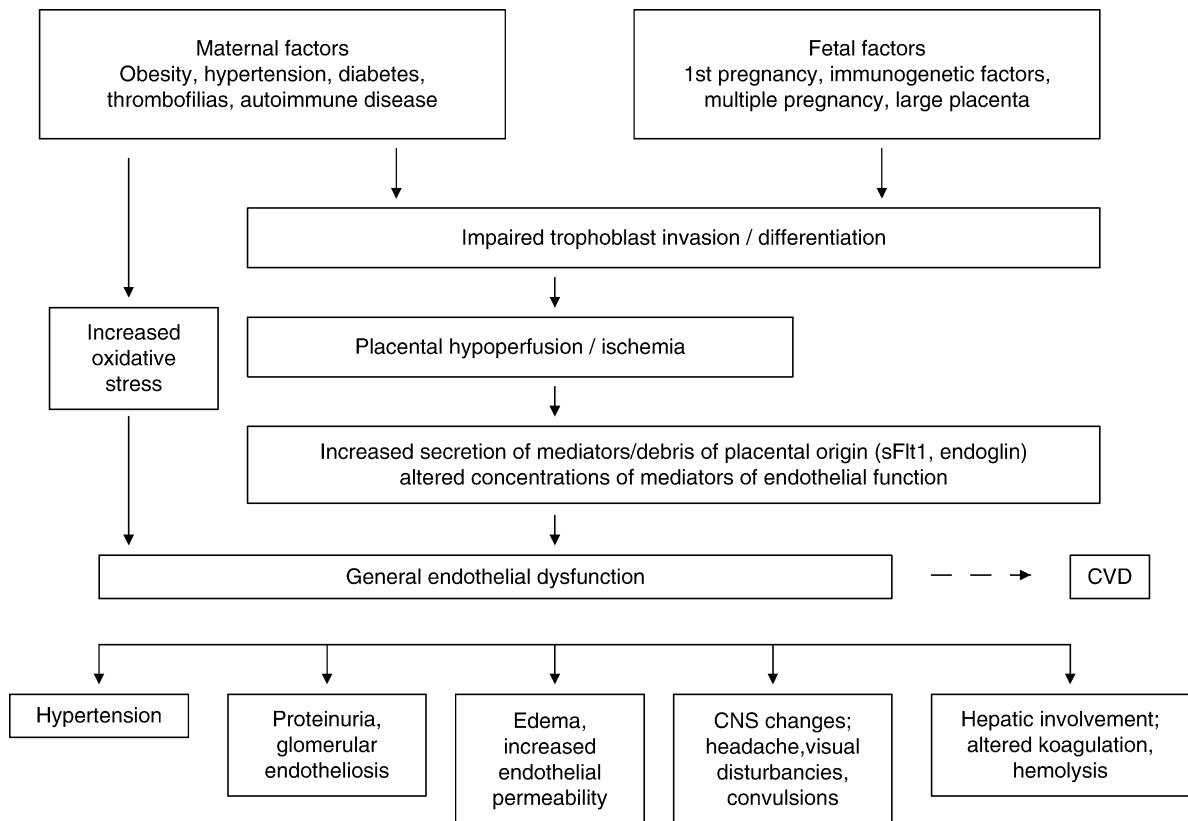 Maternal factors
Obesity, hypertension, diabetes,
thrombofilias, autoimmune disease
Fetal factors
1st pregnancy, immunogenetic factors,
multiple pregnancy, large placenta
Impaired trophoblast invasion / differentiation
Increased
oxidative
stress
Placental hypoperfusion / ischemia
Increased secretion of mediators/debris of placental origin (sFlt1, endoglin)
altered concentrations of mediators of endothelial function
General endothelial dysfunction
CVD
Hypertension
Proteinuria,
glomerular
endotheliosis
Edema,
increased
endothelial
permeability
CNS changes;
headache,visual
disturbancies,
convulsions
Hepatic involvement;
altered koagulation,
hemolysis